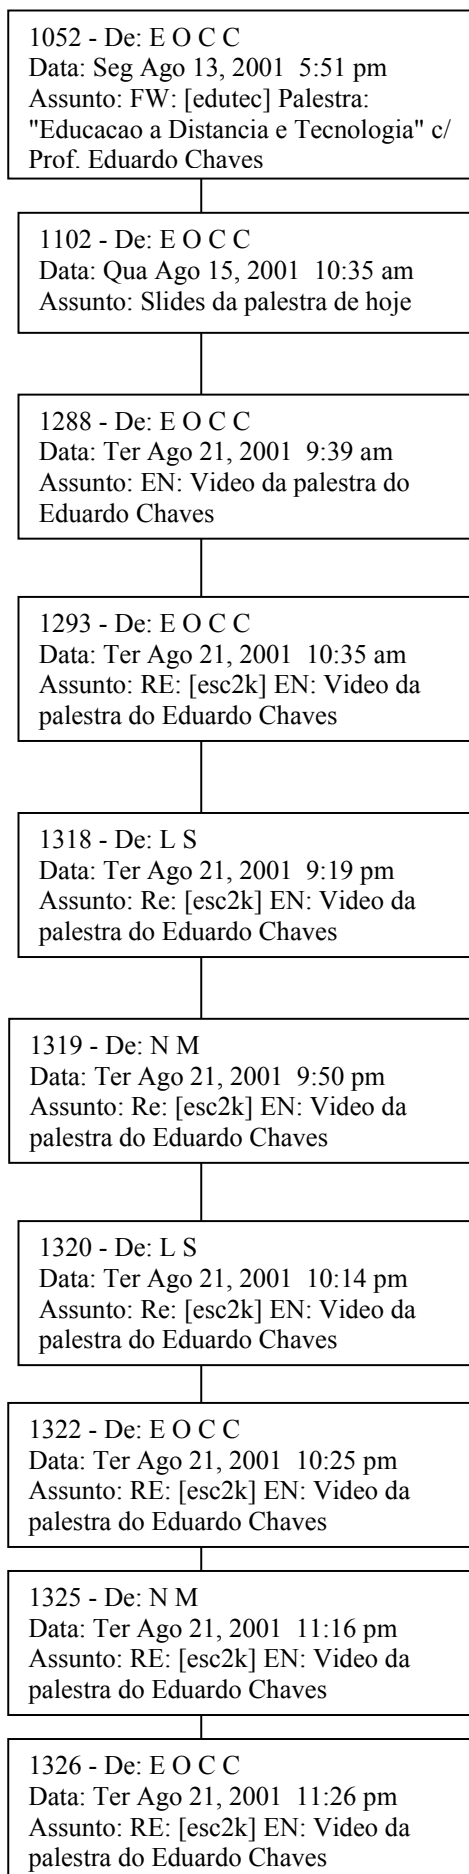 1052 - De: E O C C
Data: Seg Ago 13, 2001  5:51 pm
Assunto: FW: [edutec] Palestra:
"Educacao a Distancia e Tecnologia" c/
Prof. Eduardo Chaves
1102 - De: E O C C
Data: Qua Ago 15, 2001  10:35 am
Assunto: Slides da palestra de hoje
1288 - De: E O C C
Data: Ter Ago 21, 2001  9:39 am
Assunto: EN: Video da palestra do
Eduardo Chaves
1293 - De: E O C C
Data: Ter Ago 21, 2001  10:35 am
Assunto: RE: [esc2k] EN: Video da
palestra do Eduardo Chaves
1318 - De: L S
Data: Ter Ago 21, 2001  9:19 pm
Assunto: Re: [esc2k] EN: Video da
palestra do Eduardo Chaves
1319 - De: N M
Data: Ter Ago 21, 2001  9:50 pm
Assunto: Re: [esc2k] EN: Video da
palestra do Eduardo Chaves
1320 - De: L S
Data: Ter Ago 21, 2001  10:14 pm
Assunto: Re: [esc2k] EN: Video da
palestra do Eduardo Chaves
1322 - De: E O C C
Data: Ter Ago 21, 2001  10:25 pm
Assunto: RE: [esc2k] EN: Video da
palestra do Eduardo Chaves
1325 - De: N M
Data: Ter Ago 21, 2001  11:16 pm
Assunto: RE: [esc2k] EN: Video da
palestra do Eduardo Chaves
1326 - De: E O C C
Data: Ter Ago 21, 2001  11:26 pm
Assunto: RE: [esc2k] EN: Video da
palestra do Eduardo Chaves